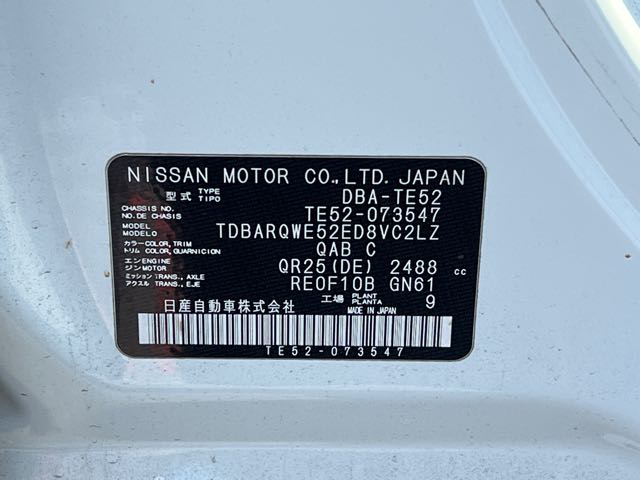 NISSAN MOTOR CO.,LTD. JAPAN
型式 TYPE TIPO DBA-TE52
CHASSIS NO. NO. DE CHASIS TE52-073547
MODEL MODELO TDBARQWE52ED8VC2LZ
カラー COLOR, TRIM トリム COLOR, GUARNICION QAB C
エンジン ENGINE MOTOR QR25(DE) 2488 cc
ミッション TRANS., AXLE アクスル TRANS., EJE RE0F10B GN61
工場 PLANT PLANTA 9
日産自動車株式会社 MADE IN JAPAN
TE52-073547